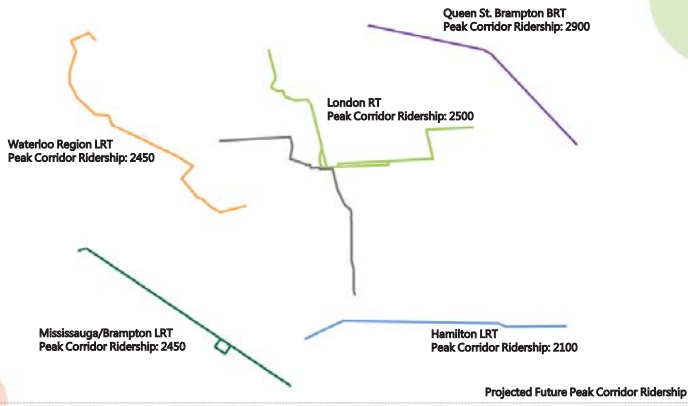 Queen St. Brampton BRT
Peak Corridor Ridership: 2900
London RT
Peak Corridor Ridership: 2500
Waterloo Region LRT
Peak Corridor Ridership: 2450
Mississauga/Brampton LRT
Peak Corridor Ridership: 2450
Hamilton LRT
Peak Corridor Ridership: 2100
Projected Future Peak Corridor Ridership